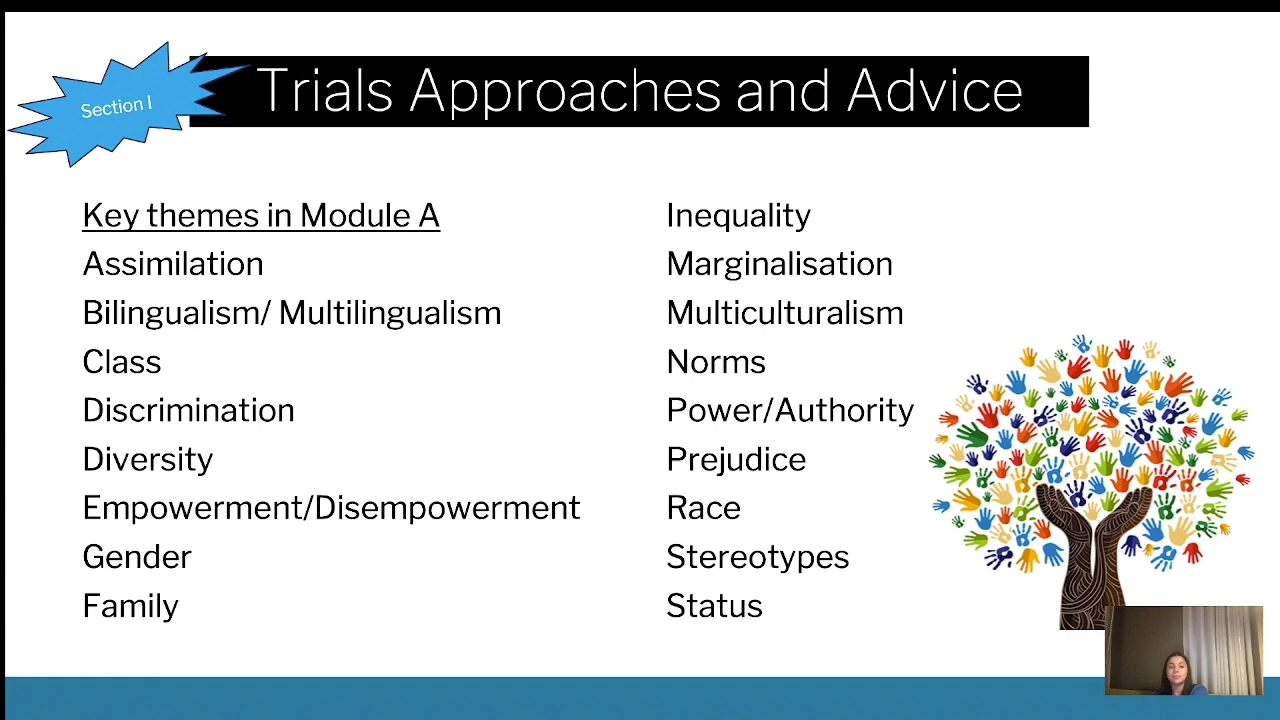 Section I
Trials Approaches and Advice
Key themes in Module A
Assimilation
Bilingualism/ Multilingualism
Class
Discrimination
Diversity
Empowerment/Disempowerment
Gender
Family
Inequality
Marginalisation
Multiculturalism
Norms
Power/Authority
Prejudice
Race
Stereotypes
Status